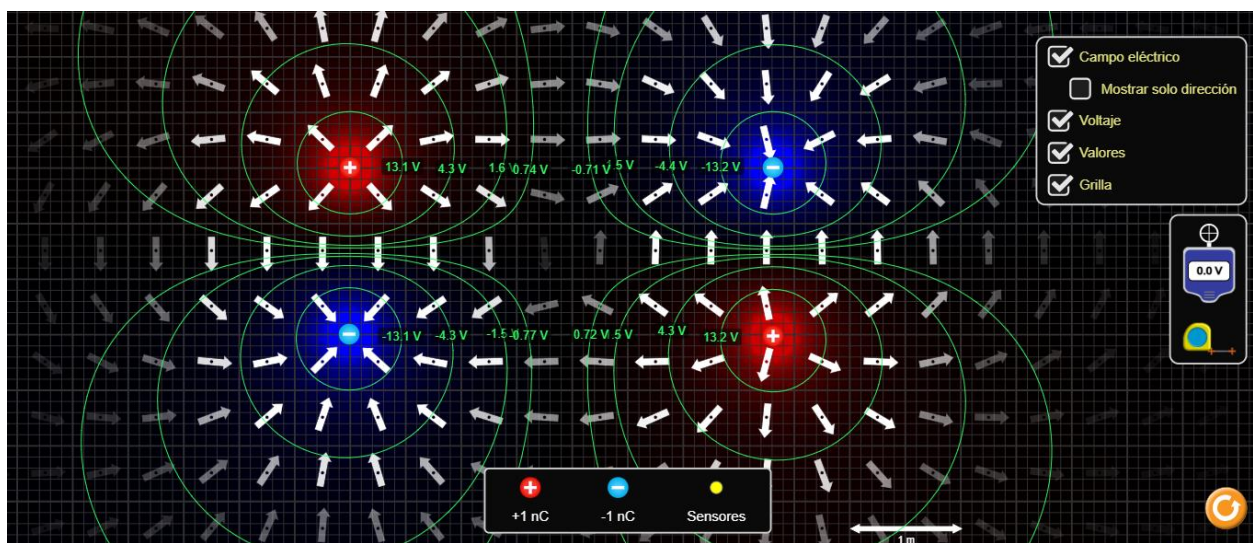 Campo eléctrico
Mostrar solo dirección
Voltaje
Valores
Grilla
13.1 V 4.3 V 0.74 V -0.71 V -4.4 V -13.2 V
0.0 V
-13.1 V -4.3 V -0.77 V 0.72 V 4.3 V 13.2 V
+1 nC -1 nC Sensores
1 m